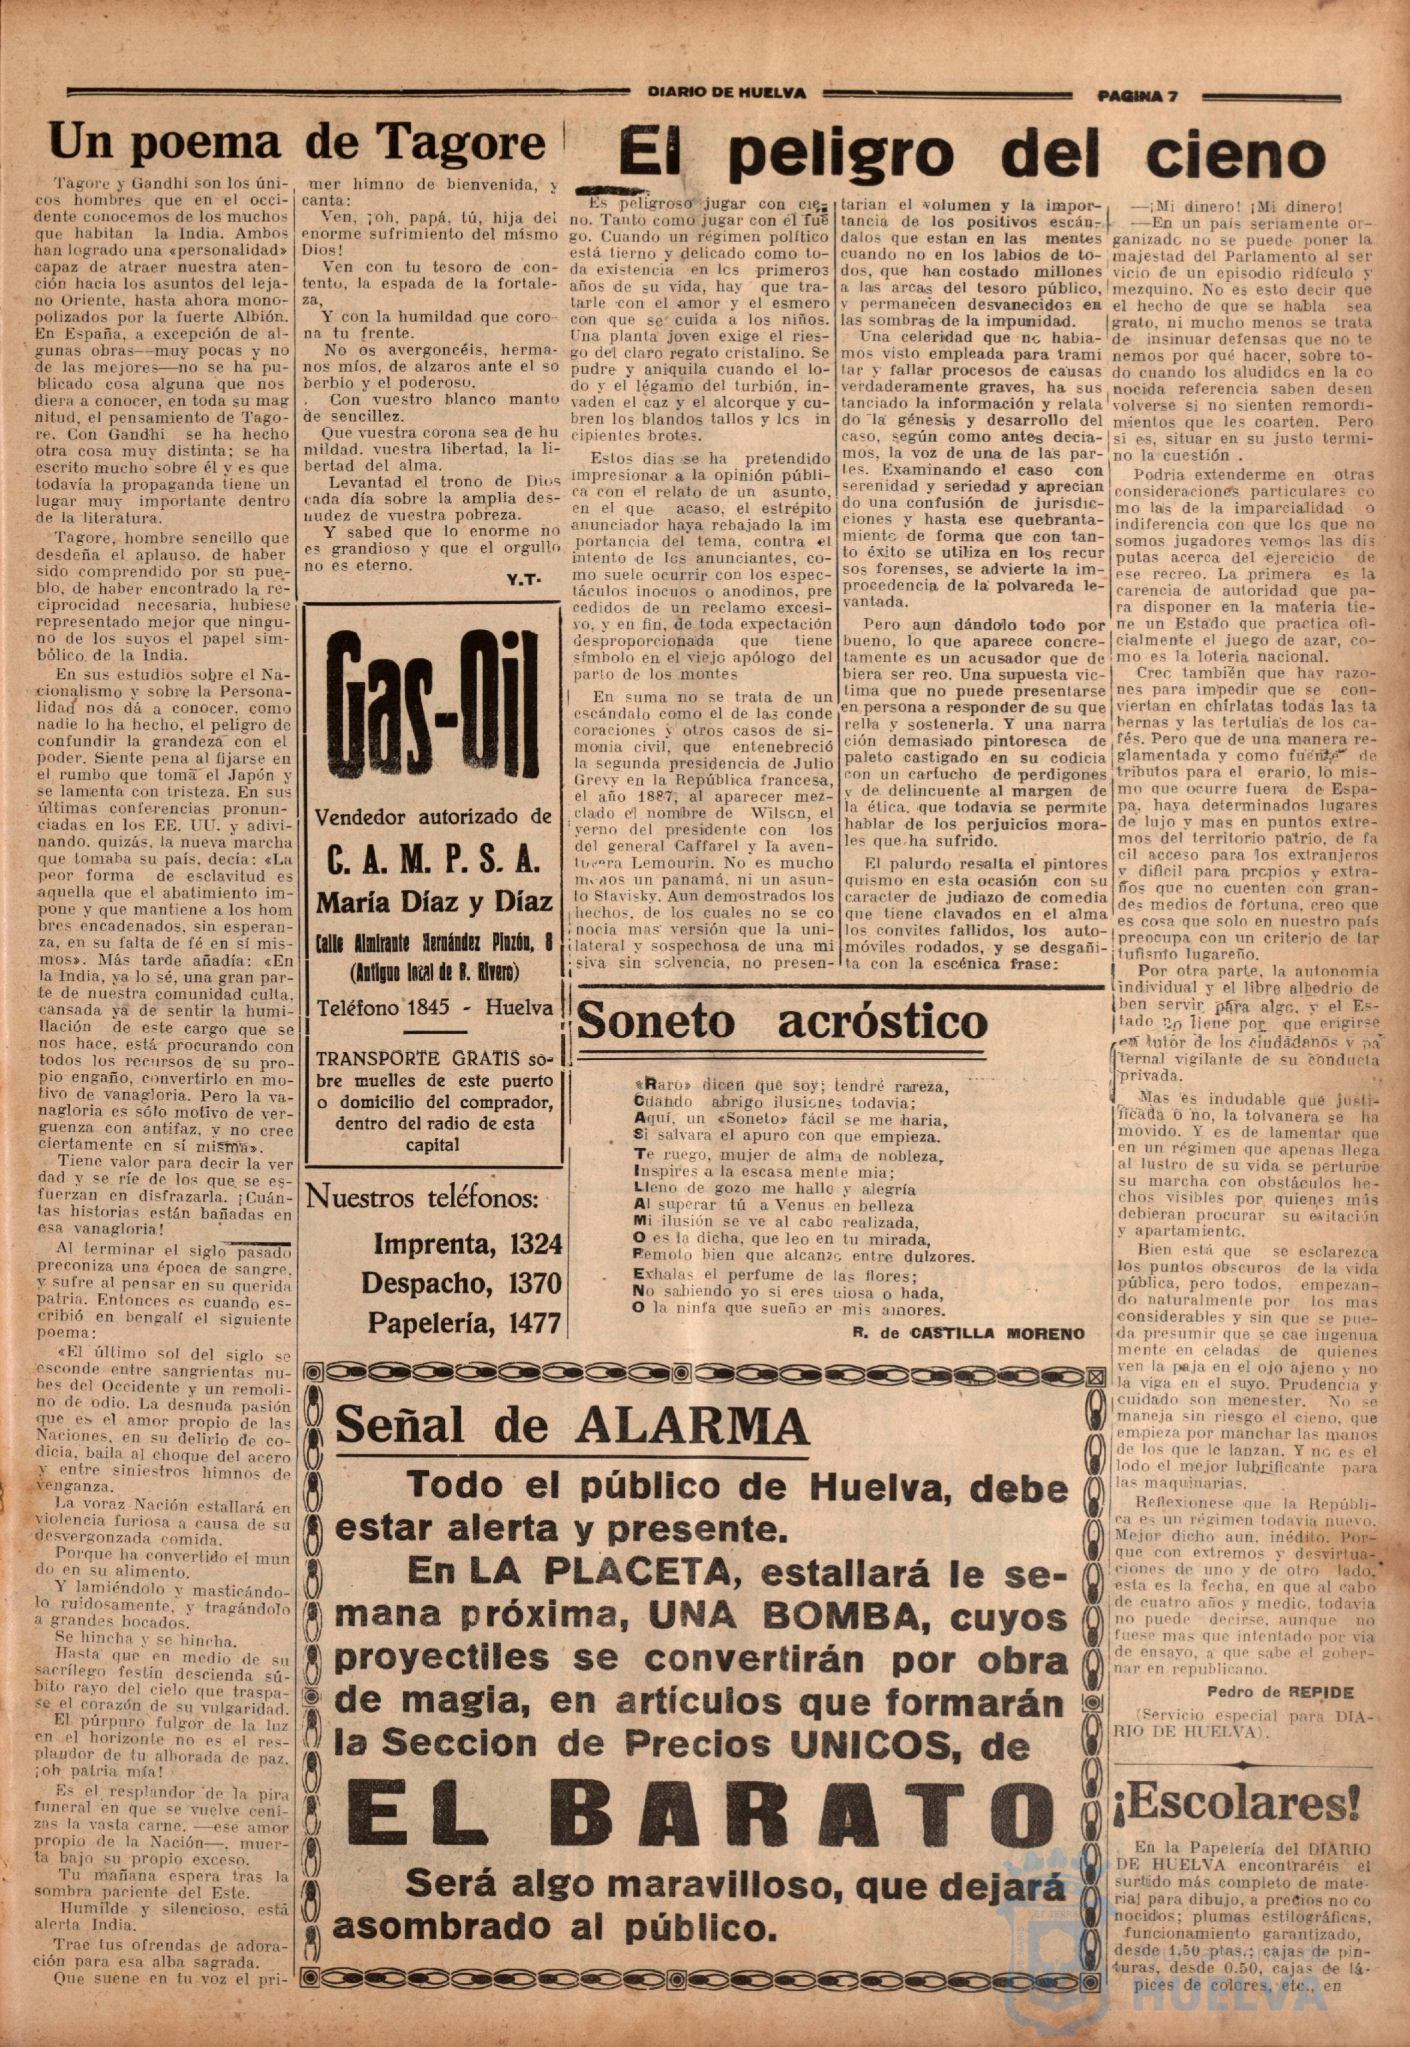 DIARIO DE HUELVA
PAGINA 7
Un poema de Tagore
Tagore y Gandhi son los úni-
cos hombres que en el occi-
dente conocemos de los muchos
que habitan la India. Ambos
han logrado una «personalidad»
capaz de atraer nuestra aten-
ción hacia los asuntos del leja-
no Oriente, hasta ahora mono-
polizados por la fuerte Albión.
En España, a excepción de al-
gunas obras—muy pocas y no
de las mejores—no se ha pu-
blicado cosa alguna que nos
diera a conocer, en toda su mag
nitud, el pensamiento de Tago-
re. Con Gandhi se ha hecho
otra cosa muy distinta; se ha
escrito mucho sobre él y es que
todavía la propaganda tiene un
lugar muy importante dentro
de la literatura.
Tagore, hombre sencillo que
desdeña el aplauso, de haber
sido comprendido por su pue-
blo, de haber encontrado la re-
ciprocidad necesaria, hubiese
representado mejor que ningu-
no de los suyos el papel sim-
bólico de la India.
En sus estudios sobre el Na-
cionalismo y sobre la Persona-
lidad nos dá a conocer, como
nadie lo ha hecho, el peligro de
confundir la grandeza con el
poder. Siente pena al fijarse en
el rumbo que toma el Japón y
se lamenta con tristeza. En sus
últimas conferencias pronun-
ciadas en los EE. UU. y adivi-
nando, quizás, la nueva marcha
que tomaba su país, decía: «La
peor forma de esclavitud es
aquella que el abatimiento im-
pone y que mantiene a los hom
bres encadenados, sin esperan-
za, en su falta de fé en sí mis-
mos». Más tarde añadía: «En
la India, ya lo sé, una gran par-
te de nuestra comunidad culta,
cansada ya de sentir la humi-
llación de este cargo que se
nos hace, está procurando con
todos los recursos de su pro-
pio engaño, convertirlo en mo-
tivo de vanagloria. Pero la va-
nagloria es sólo motivo de ver-
güenza con antifaz, y no cree
ciertamente en sí misma».
Tiene valor para decir la ver
dad y se ríe de los que se es-
fuerzan en disfrazarla. ¡Cuán-
tas historias están bañadas en
esa vanagloria!
Al terminar el siglo pasado
preconiza una época de sangre,
y sufre al pensar en su querida
patria. Entonces es cuando es-
cribió en bengalí el siguiente
poema:
«El último sol del siglo se
esconde entre sangrientas nu-
bes del Occidente y un remoli-
no de odio. La desnuda pasión
que es el amor propio de las
Naciones, en su delirio de co-
dicia, baila al choque del acero
y entre siniestros himnos de
venganza.
La voraz Nación estallará en
violencia furiosa a causa de su
desvergonzada comida.
Porque ha convertido el mun
do en su alimento.
Y lamiéndolo y masticándo-
lo ruidosamente, y tragándolo
a grandes bocados.
Se hincha y se hincha.
Hasta que en medio de su
sacrílego festín descienda sú-
bito rayo del cielo que traspa-
se el corazón de su vulgaridad.
El púrpuro fulgor de la luz
en el horizonte no es el res-
plandor de tu alborada de paz,
¡oh patria mía!
Es el resplandor de la pira
funeral en que se vuelve ceni-
zas la vasta carne, —ese amor
propio de la Nación—, muer-
ta bajo su propio exceso.
Tu mañana espera tras la
sombra paciente del Este.
Humilde y silencioso, está
alerta India.
Trae tus ofrendas de adora-
ción para esa alba sagrada.
Que suene en tu voz el pri-
mer himno de bienvenida, y
canta:
Ven, ¡oh, papá, tú, hija del
enorme sufrimiento del mismo
Dios!
Ven con tu tesoro de con-
tento, la espada de la fortale-
za,
Y con la humildad que coro-
na tu frente.
No os avergoncéis, herma-
nos míos, de alzaros ante el so
berbio y el poderoso.
Con vuestro blanco manto
de sencillez.
Que vuestra corona sea de hu
mildad, vuestra libertad, la li-
bertad del alma.
Levantad el trono de Dios
cada día sobre la amplia des-
nudez de vuestra pobreza.
Y sabed que lo enorme no
es grandioso y que el orgullo
no es eterno.
Y.T.
Gas-Oil
Vendedor autorizado de
C. A. M. P. S. A.
María Díaz y Díaz
Calle Almirante Hernández Pinzón, 8
(Antiguo local de R. Rivero)
Teléfono 1845 - Huelva
TRANSPORTE GRATIS so-
bre muelles de este puerto
o domicilio del comprador,
dentro del radio de esta
capital
Nuestros teléfonos:
Imprenta, 1324
Despacho, 1370
Papelería, 1477
El peligro del cieno
Es peligroso jugar con cie-
no. Tanto como jugar con el fue
go. Cuando un régimen político
está tierno y delicado como to-
da existencia en los primeros
años de su vida, hay que tra-
tarle con el amor y el esmero
con que se cuida a los niños.
Una planta joven exige el ries-
go del claro regato cristalino. Se
pudre y aniquila cuando el lo-
do y el légamo del turbión, in-
vaden el caz y el alcorque y cu-
bren los blandos tallos y los in
cipientes brotes.
Estos dias se ha pretendido
impresionar a la opinión públi-
ca con el relato de un asunto,
en el que acaso, el estrépito
anunciador haya rebajado la im
portancia del tema, contra el
intento de los anunciantes, co-
mo suele ocurrir con los espec-
táculos inocuos o anodinos, pre
cedidos de un reclamo excesi-
vo, y en fin, de toda expectación
desproporcionada que tiene
símbolo en el viejo apólogo del
parto de los montes
En suma no se trata de un
escándalo como el de las conde
coraciones y otros casos de si-
monia civil, que entenebreció
la segunda presidencia de Julio
Grevy en la República francesa,
el año 1887, al aparecer mez-
clado el nombre de Wilson, el
yerno del presidente con los
del general Caffarel y la aven-
turera Lemourin. No es mucho
menos un panamá, ni un asun-
to Stavisky. Aun demostrados los
hechos, de los cuales no se co
nocia mas versión que la uni-
lateral y sospechosa de una mi
siva sin solvencia, no presen-
tarian el volumen y la impor-
tancia de los positivos escán-
dalos que estan en las mentes
cuando no en los labios de to-
dos, que han costado millones
a las arcas del tesoro público,
y permanecen desvanecidos en
las sombras de la impunidad.
Una celeridad que no habia-
mos visto empleada para trami
tar y fallar procesos de causas
verdaderamente graves, ha sus
tanciado la información y relata
do la génesis y desarrollo del
caso, según como antes decia-
mos, la voz de una de las par-
tes. Examinando el caso con
serenidad y seriedad y aprecian
do una confusión de jurisdic-
ciones y hasta ese quebranta-
miento de forma que con tan-
to éxito se utiliza en los recur
sos forenses, se advierte la im-
procedencia de la polvareda le-
vantada.
Pero aun dándolo todo por
bueno, lo que aparece concre-
tamente es un acusador que de
biera ser reo. Una supuesta vic-
tima que no puede presentarse
en persona a responder de su que
rella y sostenerla. Y una narra
ción demasiado pintoresca de
paleto castigado en su codicia
con un cartucho de perdigones
y de delincuente al margen de
la ética, que todavia se permite
hablar de los perjuicios mora-
les que ha sufrido.
El palurdo resalta el pintores
quismo en esta ocasión con su
caracter de judiazo de comedia
que tiene clavados en el alma
los convites fallidos, los auto-
móviles rodados, y se desgañi-
ta con la escénica frase:
—¡Mi dinero! ¡Mi dinero!
—En un país seriamente or-
ganizado no se puede poner la
majestad del Parlamento al ser
vicio de un episodio ridículo y
mezquino. No es esto decir que
el hecho de que se habla sea
grato, ni mucho menos se trata
de insinuar defensas que no te
nemos por qué hacer, sobre to-
do cuando los aludidos en la co
nocida referencia saben desen
volverse si no sienten remordi-
mientos que les coarten. Pero
si es, situar en su justo termi-
no la cuestión .
Podria extenderme en otras
consideraciones particulares co
mo las de la imparcialidad o
indiferencia con que los que no
somos jugadores vemos las dis
putas acerca del ejercicio de
ese recreo. La primera es la
carencia de autoridad que pa-
ra disponer en la materia tie-
ne un Estado que practica ofi-
cialmente el juego de azar, co-
mo es la loteria nacional.
Creo también que hay razo-
nes para impedir que se con-
viertan en chirlatas todas las ta
bernas y las tertulias de los ca-
fés. Pero que de una manera re-
glamentada y como fuente de
tributos para el erario, lo mis-
mo que ocurre fuera de Espa-
pa, haya determinados lugares
de lujo y mas en puntos extre-
mos del territorio patrio, de fa
cil acceso para los extranjeros
y dificil para propios y extra-
ños que no cuenten con gran-
des medios de fortuna, creo que
es cosa que solo en nuestro país
preocupa con un criterio de tar
tufismo lugareño.
Por otra parte, la autonomia
individual y el libre albedrio de
ben servir para algo, y el Es-
tado no tiene por que erigirse
en tutor de los ciudadanos y pa
ternal vigilante de su conducta
privada.
Mas es indudable que justi-
ficada o no, la tolvanera se ha
movido. Y es de lamentar que
en un régimen que apenas llega
al lustro de su vida se perturbe
su marcha con obstáculos he-
chos visibles por quienes más
debieran procurar su evitación
y apartamiento.
Bien está que se esclarezca
los puntos obscuros de la vida
pública, pero todos, empezan-
do naturalmente por los mas
considerables y sin que se pue-
da presumir que se cae ingenua
mente en celadas de quienes
ven la paja en el ojo ajeno y no
la viga en el suyo. Prudencia y
cuidado son menester. No se
maneja sin riesgo el cieno, que
empieza por manchar las manos
de los que le lanzan. Y no es el
lodo el mejor lubrificante para
las maquinarias.
Reflexionese que la Repúbli-
ca es un régimen todavia nuevo.
Mejor dicho aun, inédito. Por-
que con extremos y desvirtua-
ciones de uno y de otro lado,
esta es la fecha, en que al cabo
de cuatro años y medio, todavia
no puede decirse, aunque no
fuese mas que intentado por via
de ensayo, a que sabe el gober-
nar en republicano.
Pedro de REPIDE
(Servicio especial para DIA-
RIO DE HUELVA).
Soneto acróstico
«Raro» dicen que soy; tendré rareza,
Cuando abrigo ilusiones todavia;
Aquí, un «Soneto» fácil se me haria,
Si salvara el apuro con que empieza.
Te ruego, mujer de alma de nobleza,
Inspires a la escasa mente mia;
Lleno de gozo me halle y alegría
Al superar tú a Venus en belleza
Mi ilusión se ve al cabo realizada,
O es la dicha, que leo en tu mirada,
Remoto bien que alcanzo entre dulzores.
Exhalas el perfume de las flores;
No sabiendo yo si eres diosa o hada,
O la ninfa que sueño en mis amores.
R. de CASTILLA MORENO
Señal de ALARMA
Todo el público de Huelva, debe
estar alerta y presente.
En LA PLACETA, estallará le se-
mana próxima, UNA BOMBA, cuyos
proyectiles se convertirán por obra
de magia, en artículos que formarán
la Seccion de Precios UNICOS, de
EL BARATO
Será algo maravilloso, que dejará
asombrado al público.
¡Escolares!
En la Papelería del DIARIO
DE HUELVA encontraréis el
surtido más completo de mate-
rial para dibujo, a precios no co
nocidos; plumas estilográficas,
funcionamiento garantizado,
desde 1.50 ptas.; cajas de pin-
turas, desde 0.50, cajas de lá-
pices de colores, etc., en
HUELVA